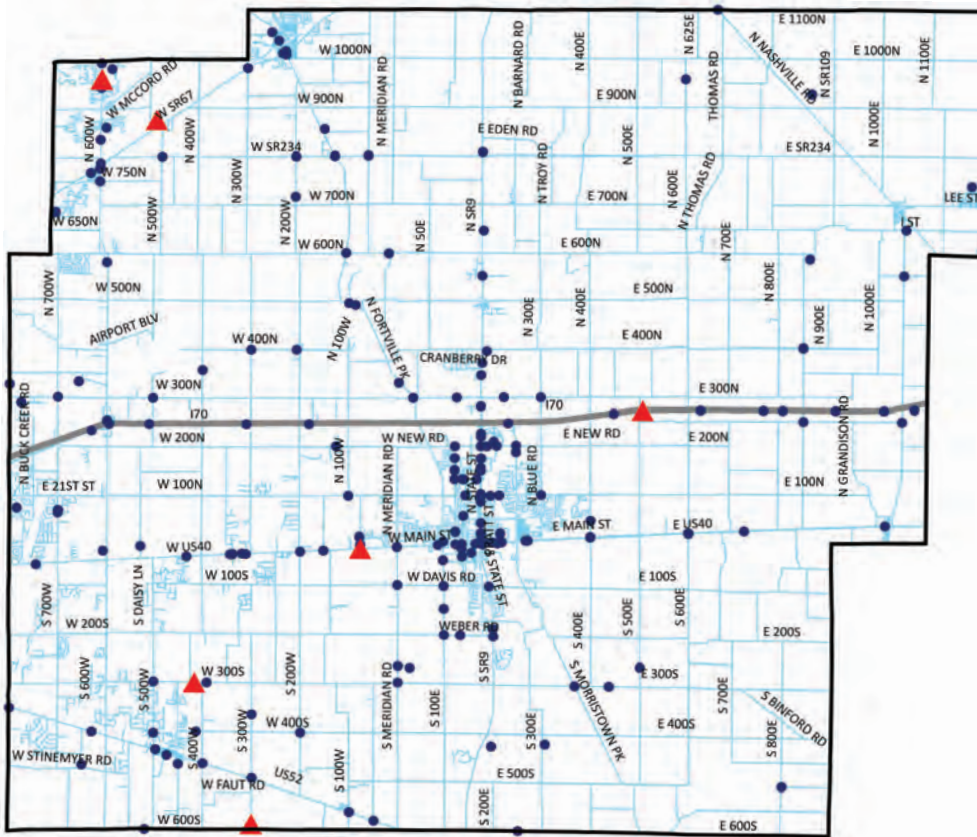 E 1100N
W 1000N
N MERIDIAN RD
N BARNARD RD
N 400E
N 625E
N NASHVILLE RD
E 1000N
N 1100E
W MCCORD RD
N 600W
W SR67
N 400W
W 900N
E 900N
THOMAS RD
N SR109
N 1000E
E EDEN RD
N 500E
W SR234
E SR234
W 750N
N 300W
N TROY RD
N 600E
N THOMAS RD
N 500W
W 700N
E 700N
LEE ST
W 650N
N 200W
N SR9
N 50E
W 600N
E 600N
N 700E
N 700W
W 500N
E 500N
N 800E
N 1000E
AIRPORT BLV
N 100W
N FORTVILLE PK
N 300E
N 400E
N 900E
W 400N
E 400N
CRANBERRY DR
W 300N
E 300N
I70
I70
N BUCK CREEK RD
W 200N
W NEW RD
E NEW RD
E 200N
N GRANDISON RD
N 100W
N MERIDIAN RD
N STATE ST
N BLUE RD
E 21ST ST
W 100N
E 100N
W MAIN ST
E MAIN ST
E US40
W US40
S STATE ST
W 100S
W DAVIS RD
E 100S
S 700W
S DAISY LN
W 200S
WEBER RD
S 400E
S 500E
S 600E
E 200S
S 600W
S 500W
W 300S
S 200W
S MERIDIAN RD
S SR9
S MORRISTOWN PK
E 300S
S 700E
S BINFORD RD
S 100E
S 300E
S 400W
S 300W
W 400S
E 400S
S 800E
W STINEMYER RD
W FAUT RD
US52
S 100W
E 500S
S 200E
W 600S
E 600S